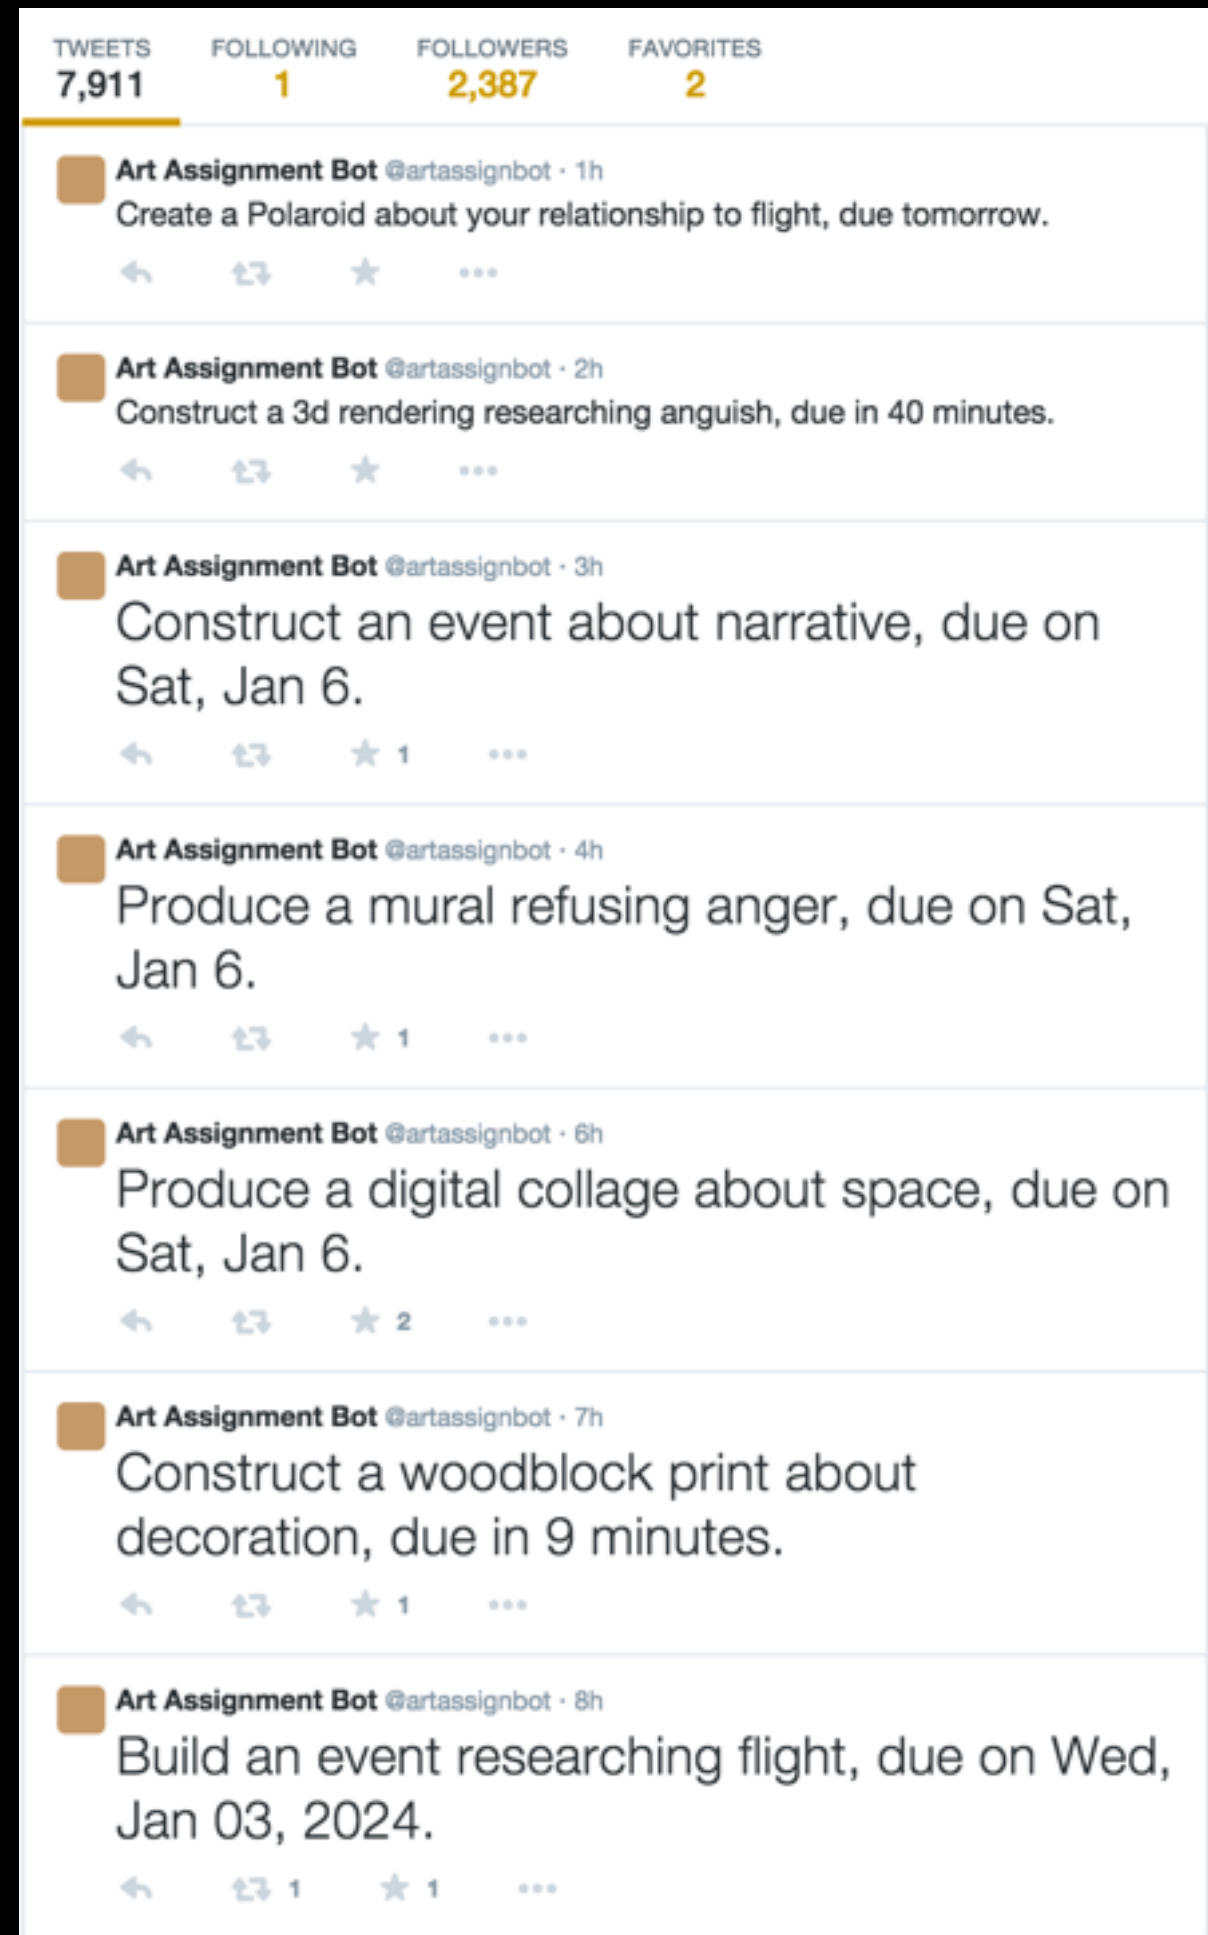 TWEETS FOLLOWING FOLLOWERS FAVORITES
7,911 1 2,387 2
Art Assignment Bot @artassignbot · 1h
Create a Polaroid about your relationship to flight, due tomorrow.
Art Assignment Bot @artassignbot · 2h
Construct a 3d rendering researching anguish, due in 40 minutes.
Art Assignment Bot @artassignbot · 3h
Construct an event about narrative, due on
Sat, Jan 6.
1
Art Assignment Bot @artassignbot · 4h
Produce a mural refusing anger, due on Sat,
Jan 6.
1
Art Assignment Bot @artassignbot · 6h
Produce a digital collage about space, due on
Sat, Jan 6.
2
Art Assignment Bot @artassignbot · 7h
Construct a woodblock print about
decoration, due in 9 minutes.
1
Art Assignment Bot @artassignbot · 8h
Build an event researching flight, due on Wed,
Jan 03, 2024.
1 1